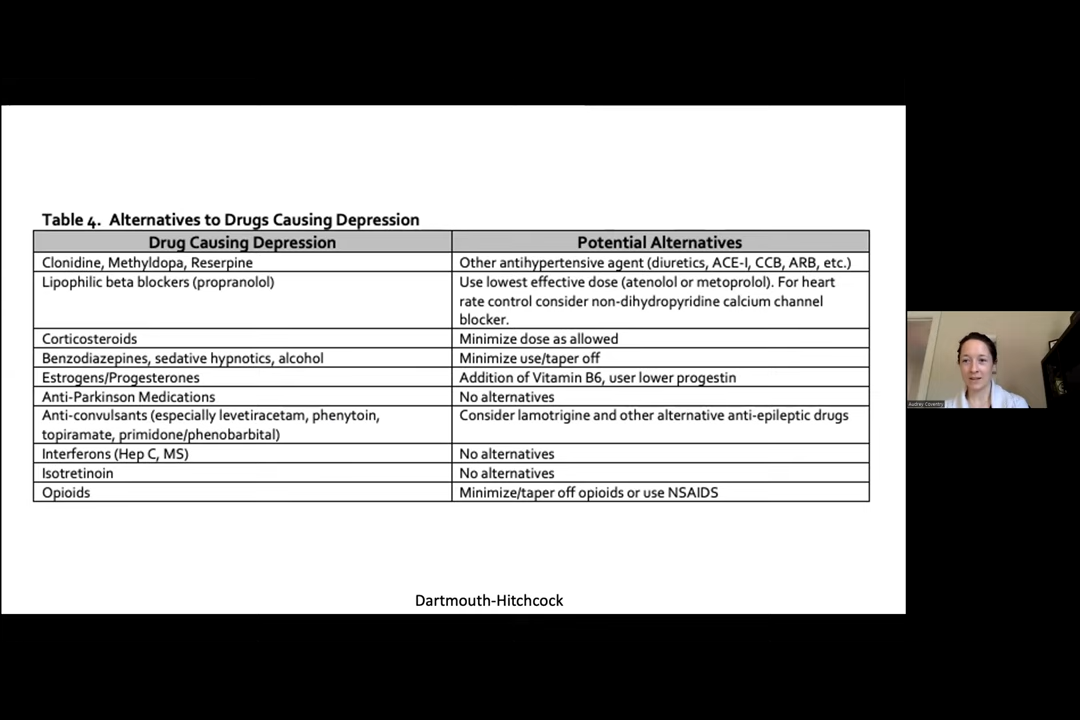 Table 4. Alternatives to Drugs Causing Depression
Drug Causing Depression
Potential Alternatives
Clonidine, Methyldopa, Reserpine
Other antihypertensive agent (diuretics, ACE-I, CCB, ARB, etc.)
Lipophilic beta blockers (propranolol)
Use lowest effective dose (atenolol or metoprolol). For heart
rate control consider non-dihydropyridine calcium channel
blocker.
Corticosteroids
Minimize dose as allowed
Benzodiazepines, sedative hypnotics, alcohol
Minimize use/taper off
Estrogens/Progesterones
Addition of Vitamin B6, user lower progestin
Anti-Parkinson Medications
No alternatives
Anti-convulsants (especially levetiracetam, phenytoin,
topiramate, primidone/phenobarbital)
Consider lamotrigine and other alternative anti-epileptic drugs
Interferons (Hep C, MS)
No alternatives
Isotretinoin
No alternatives
Opioids
Minimize/taper off opioids or use NSAIDS
Dartmouth-Hitchcock
Audrey Coventry